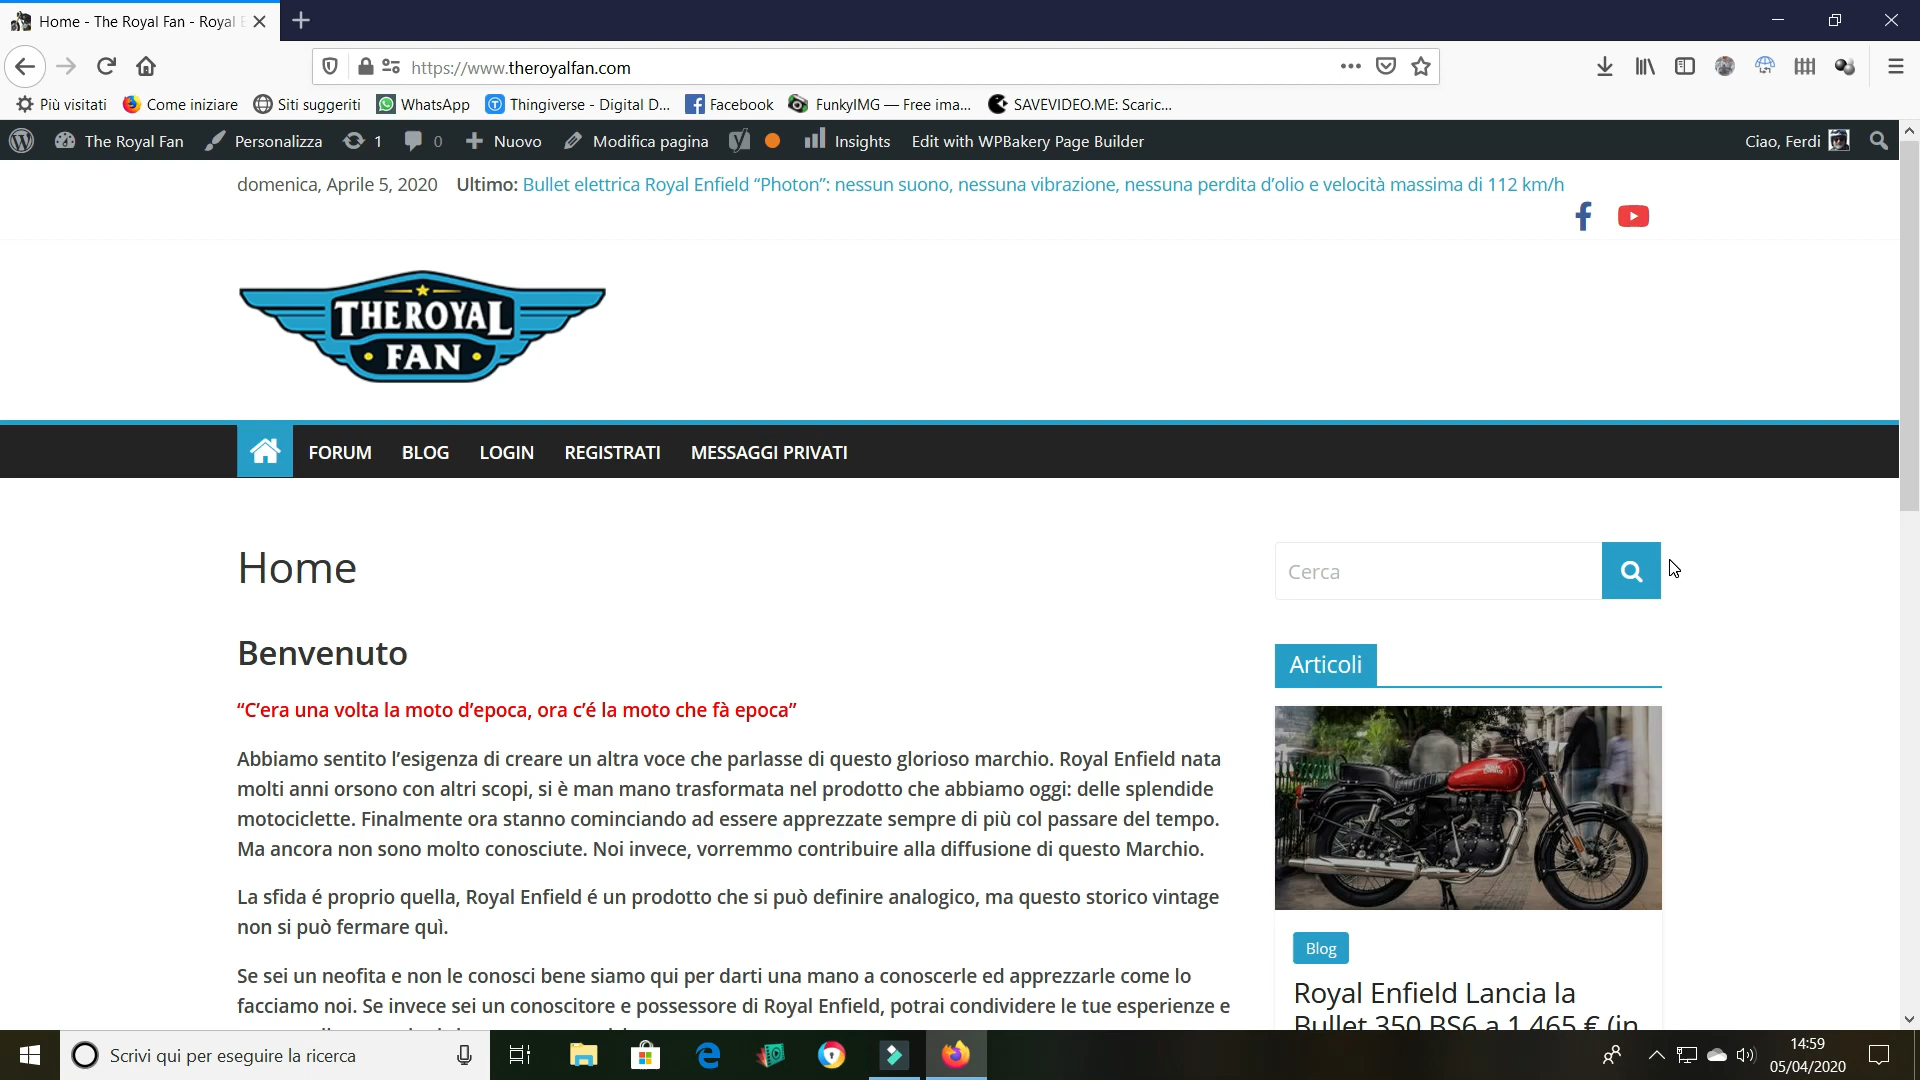 Home - The Royal Fan - Royal
https://www.theroyalfan.com
Più visitati
Come iniziare
Siti suggeriti
WhatsApp
Thingiverse - Digital D...
Facebook
FunkyIMG — Free ima...
SAVEVIDEO.ME: Scaric...
The Royal Fan
Personalizza
1
0
Nuovo
Modifica pagina
Insights
Edit with WPBakery Page Builder
Ciao, Ferdi
domenica, Aprile 5, 2020 Ultimo: Bullet elettrica Royal Enfield “Photon”: nessun suono, nessuna vibrazione, nessuna perdita d’olio e velocità massima di 112 km/h
THE ROYAL
FAN
FORUM BLOG LOGIN REGISTRATI MESSAGGI PRIVATI
Home
Cerca
Benvenuto
“C’era una volta la moto d’epoca, ora c’é la moto che fà epoca”
Abbiamo sentito l’esigenza di creare un altra voce che parlasse di questo glorioso marchio. Royal Enfield nata
molti anni orsono con altri scopi, si è man mano trasformata nel prodotto che abbiamo oggi: delle splendide
motociclette. Finalmente ora stanno cominciando ad essere apprezzate sempre di più col passare del tempo.
Ma ancora non sono molto conosciute. Noi invece, vorremmo contribuire alla diffusione di questo Marchio.
La sfida é proprio quella, Royal Enfield é un prodotto che si può definire analogico, ma questo storico vintage
non si può fermare quì.
Se sei un neofita e non le conosci bene siamo qui per darti una mano a conoscerle ed apprezzarle come lo
facciamo noi. Se invece sei un conoscitore e possessore di Royal Enfield, potrai condividere le tue esperienze e
Articoli
Blog
Royal Enfield Lancia la
Bullet 350 BS6 a 1.465 € (in
Scrivi qui per eseguire la ricerca
14:59
05/04/2020